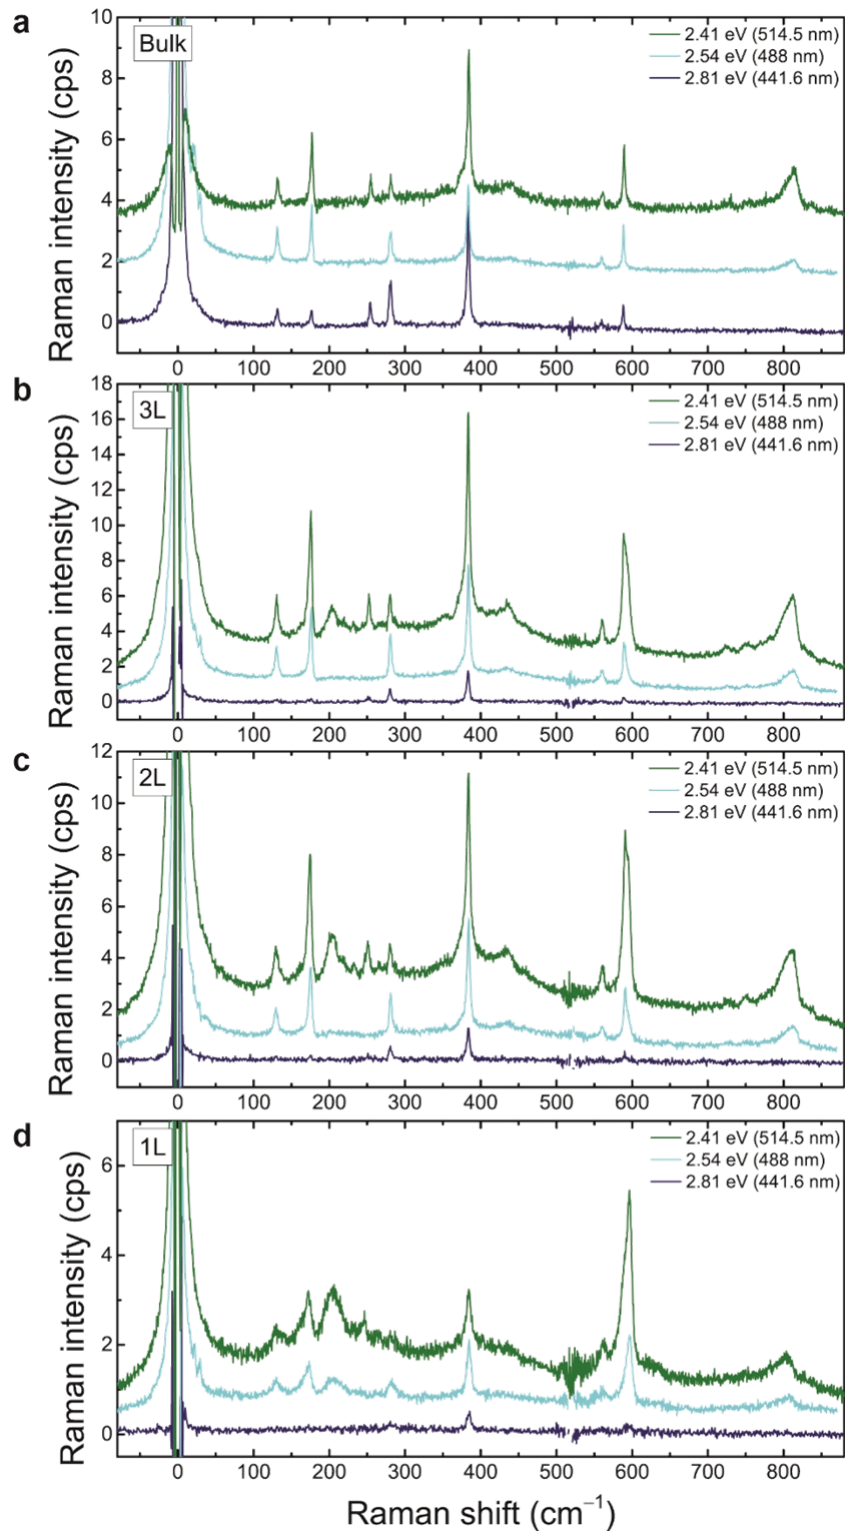 a
Bulk
2.41 eV (514.5 nm)
2.54 eV (488 nm)
2.81 eV (441.6 nm)
Raman intensity (cps)
10
8
6
4
2
0
0 100 200 300 400 500 600 700 800
b
3L
2.41 eV (514.5 nm)
2.54 eV (488 nm)
2.81 eV (441.6 nm)
Raman intensity (cps)
18
16
14
12
10
8
6
4
2
0
0 100 200 300 400 500 600 700 800
c
2L
2.41 eV (514.5 nm)
2.54 eV (488 nm)
2.81 eV (441.6 nm)
Raman intensity (cps)
12
10
8
6
4
2
0
0 100 200 300 400 500 600 700 800
d
1L
2.41 eV (514.5 nm)
2.54 eV (488 nm)
2.81 eV (441.6 nm)
Raman intensity (cps)
6
4
2
0
0 100 200 300 400 500 600 700 800
Raman shift (cm⁻¹)